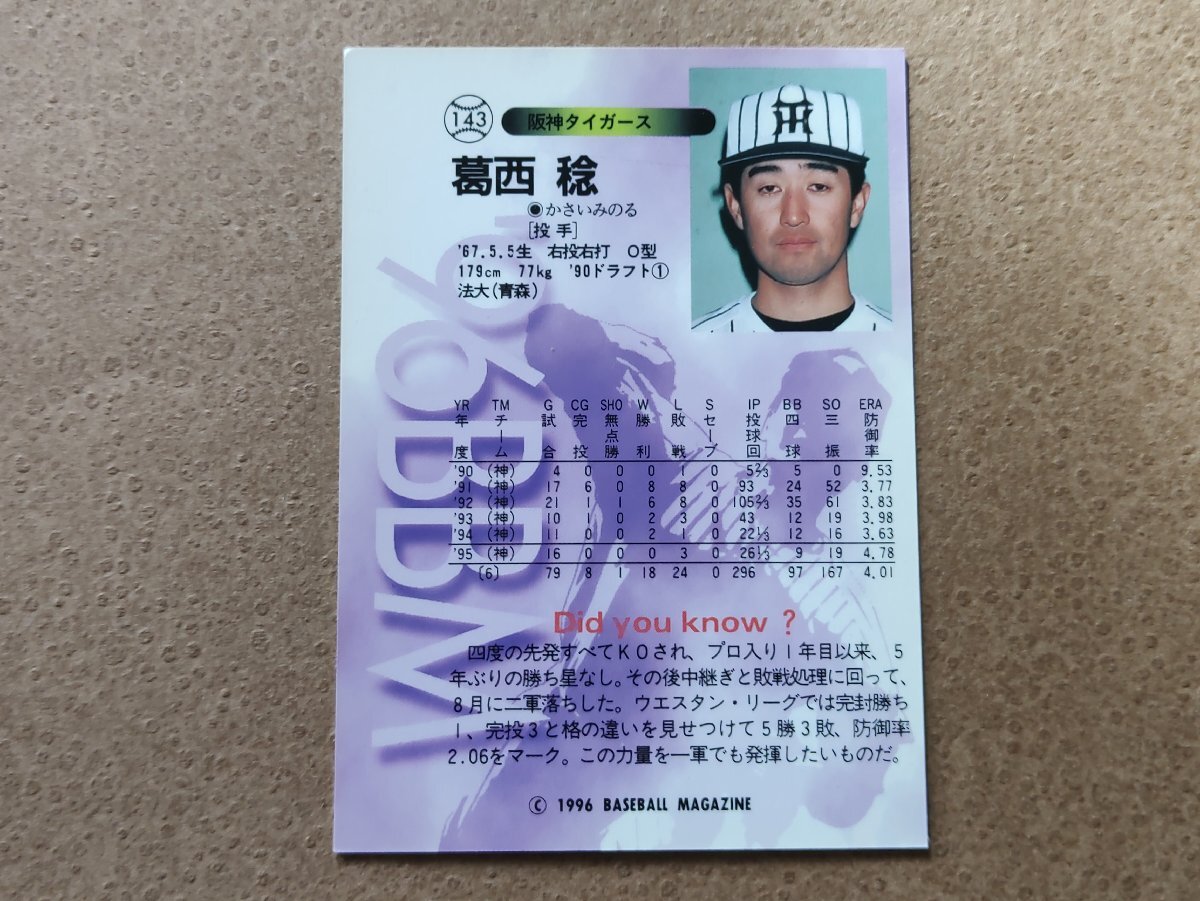 143
阪神タイガース
葛西 稔
◉かさいみのる
[投手]
'67.5.5生 右投右打 O型
179cm 77kg '90ドラフト①
法大(青森)
'96BBM
YR TM G CG SHO W L S IP BB SO ERA
年度 チーム 試合 完投 無点勝 勝利 敗戦 セーブ 投球回 四球 三振 防御率
'90 (神) 4 0 0 0 1 0 5⅔ 5 0 9.53
'91 (神) 17 6 0 8 8 0 93 24 52 3.77
'92 (神) 21 1 1 6 8 0 105⅔ 35 61 3.83
'93 (神) 10 1 0 2 3 0 43 12 19 3.98
'94 (神) 11 0 0 2 1 0 22⅓ 12 16 3.63
'95 (神) 16 0 0 0 3 0 26⅓ 9 19 4.78
(6) 79 8 1 18 24 0 296 97 167 4.01
Did you know ?
四度の先発すべてKOされ、プロ入り1年目以来、5
年ぶりの勝ち星なし。その後中継ぎと敗戦処理に回って、
8月に二軍落ちした。ウエスタン・リーグでは完封勝ち
1、完投3と格の違いを見せつけて5勝3敗、防御率
2.06をマーク。この力量を一軍でも発揮したいものだ。
© 1996 BASEBALL MAGAZINE